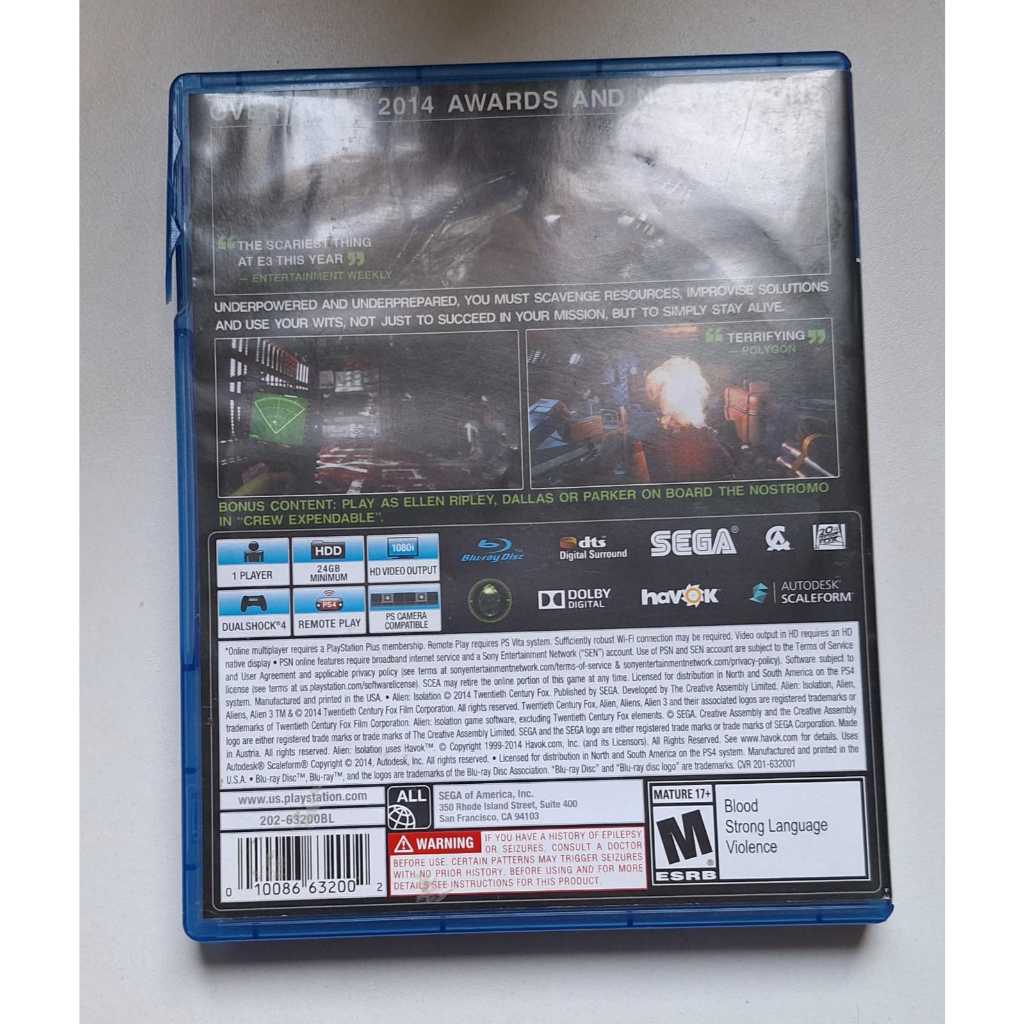 2014 AWARDS AND
❝ THE SCARIEST THING
AT E3 THIS YEAR ❞
— ENTERTAINMENT WEEKLY
UNDERPOWERED AND UNDERPREPARED, YOU MUST SCAVENGE RESOURCES, IMPROVISE SOLUTIONS
AND USE YOUR WITS, NOT JUST TO SUCCEED IN YOUR MISSION, BUT TO SIMPLY STAY ALIVE.
❝ TERRIFYING ❞
— POLYGON
BONUS CONTENT: PLAY AS ELLEN RIPLEY, DALLAS OR PARKER ON BOARD THE NOSTROMO
IN "CREW EXPENDABLE".
1 PLAYER
HDD
24GB
MINIMUM
1080i
HD VIDEO OUTPUT
Blu-ray Disc
dts
Digital Surround
SEGA®
DUALSHOCK®4
PS4
REMOTE PLAY
PS CAMERA
COMPATIBLE
DOLBY
DIGITAL
havok
AUTODESK®
SCALEFORM®
*Online multiplayer requires a PlayStation Plus membership. Remote Play requires PS Vita system. Sufficiently robust Wi-Fi connection may be required. Video output in HD requires an HD
native display • PSN online features require broadband internet service and a Sony Entertainment Network ("SEN") account. Use of PSN and SEN account are subject to the Terms of Service
and User Agreement and applicable privacy policy (see terms at sonyentertainmentnetwork.com/terms-of-service & sonyentertainmentnetwork.com/privacy-policy). Software subject to
license (see terms at us.playstation.com/softwarelicense). SCEA may retire the online portion of this game at any time. Licensed for distribution in North and South America on the PS4
system. Manufactured and printed in the USA. • Alien: Isolation © 2014 Twentieth Century Fox. Published by SEGA. Developed by The Creative Assembly Limited. Alien: Isolation, Alien,
Aliens, Alien 3 TM & © 2014 Twentieth Century Fox Film Corporation. All rights reserved. Twentieth Century Fox, Alien, Aliens, Alien 3 and their associated logos are registered trademarks or
trademarks of Twentieth Century Fox Film Corporation. Alien: Isolation game software, excluding Twentieth Century Fox elements. © SEGA. Creative Assembly and the Creative Assembly
logo are either registered trade marks or trade marks of The Creative Assembly Limited. SEGA and the SEGA logo are either registered trade marks or trade marks of SEGA Corporation. Made
in Austria. All rights reserved. Alien: Isolation uses Havok™. © Copyright 1999-2014 Havok.com, Inc. (and its Licensors). All Rights Reserved. See www.havok.com for details. Uses
Autodesk® Scaleform® Copyright © 2014, Autodesk, Inc. All rights reserved. • Licensed for distribution in North and South America on the PS4 system. Manufactured and printed in the
U.S.A. • Blu-ray Disc™, Blu-ray™, and the logos are trademarks of the Blu-ray Disc Association. "Blu-ray Disc" and "Blu-ray disc logo" are trademarks. CVR 201-632001
www.us.playstation.com
202-63200BL
ALL
SEGA of America, Inc.
350 Rhode Island Street, Suite 400
San Francisco, CA 94103
WARNING IF YOU HAVE A HISTORY OF EPILEPSY
OR SEIZURES, CONSULT A DOCTOR
BEFORE USE. CERTAIN PATTERNS MAY TRIGGER SEIZURES
WITH NO PRIOR HISTORY. BEFORE USING AND FOR MORE
DETAILS SEE INSTRUCTIONS FOR THIS PRODUCT.
0 10086 63200 2
MATURE 17+
M
ESRB
Blood
Strong Language
Violence